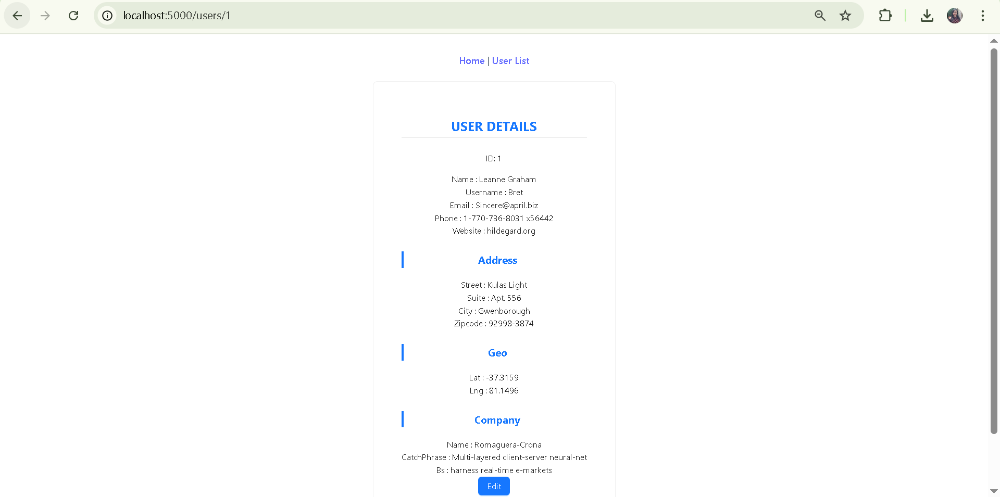 localhost:5000/users/1
Home | User List
USER DETAILS
ID: 1
Name : Leanne Graham
Username : Bret
Email : Sincere@april.biz
Phone : 1-770-736-8031 x56442
Website : hildegard.org
Address
Street : Kulas Light
Suite : Apt. 556
City : Gwenborough
Zipcode : 92998-3874
Geo
Lat : -37.3159
Lng : 81.1496
Company
Name : Romaguera-Crona
CatchPhrase : Multi-layered client-server neural-net
Bs : harness real-time e-markets
Edit